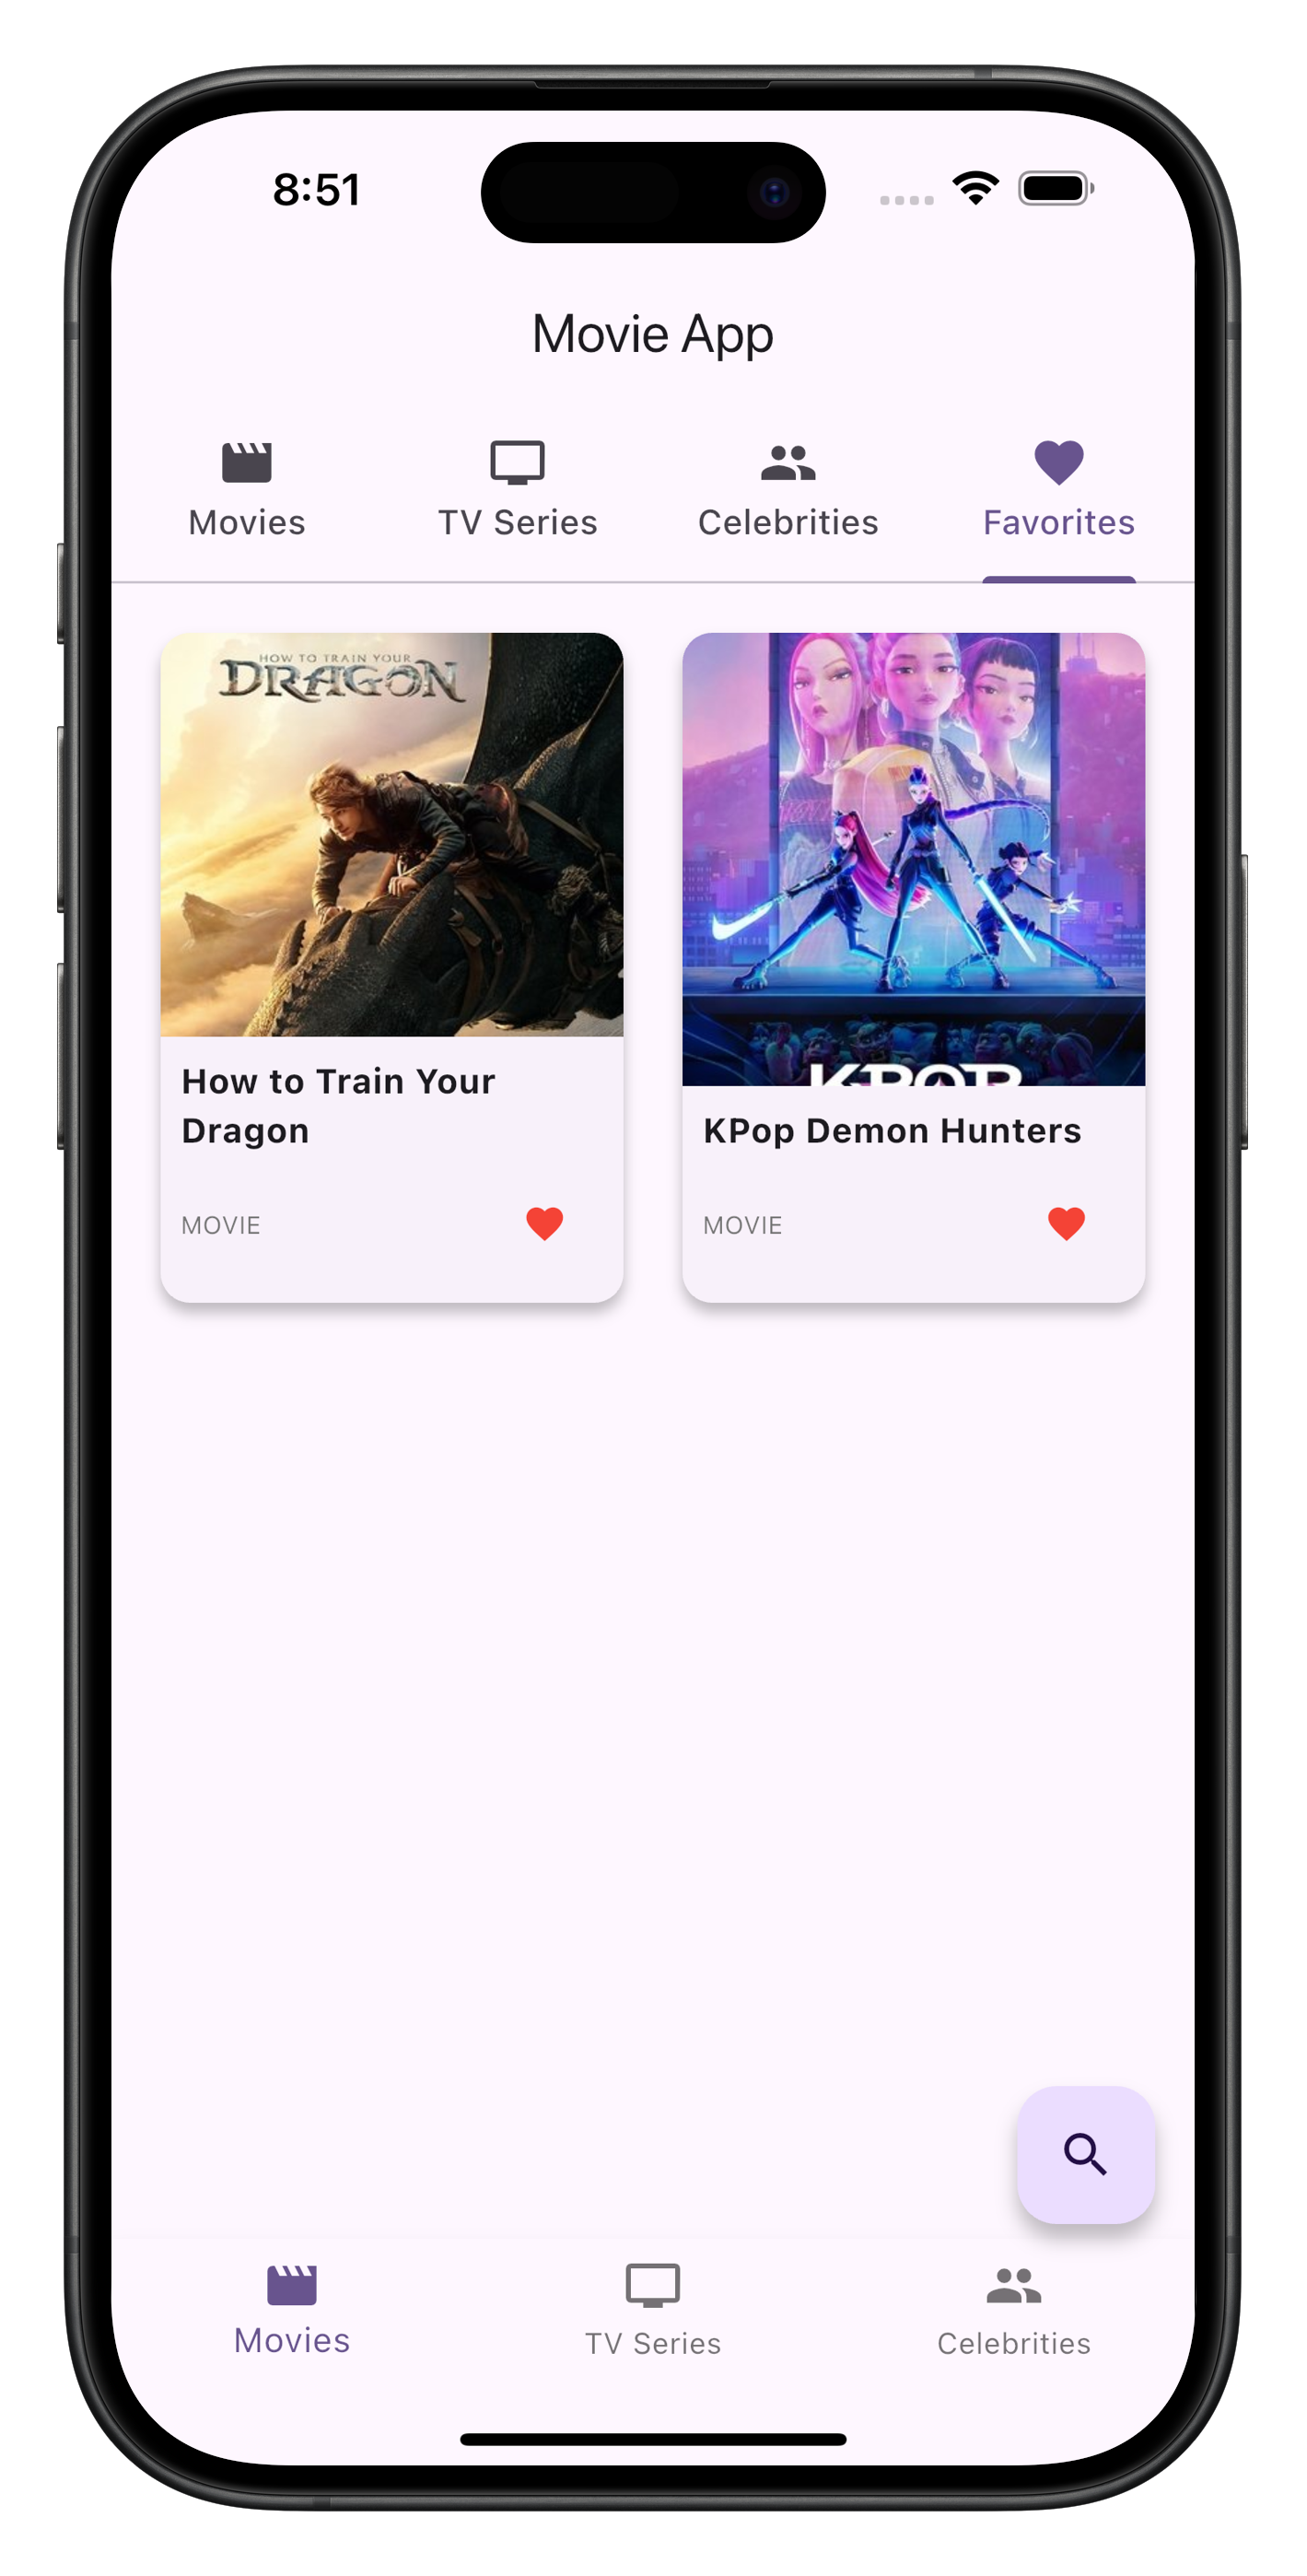 8:51
Movie App
Movies
TV Series
Celebrities
Favorites
HOW TO TRAIN YOUR
DRAGON
KPOP
How to Train Your
Dragon
KPop Demon Hunters
MOVIE
MOVIE
Movies
TV Series
Celebrities